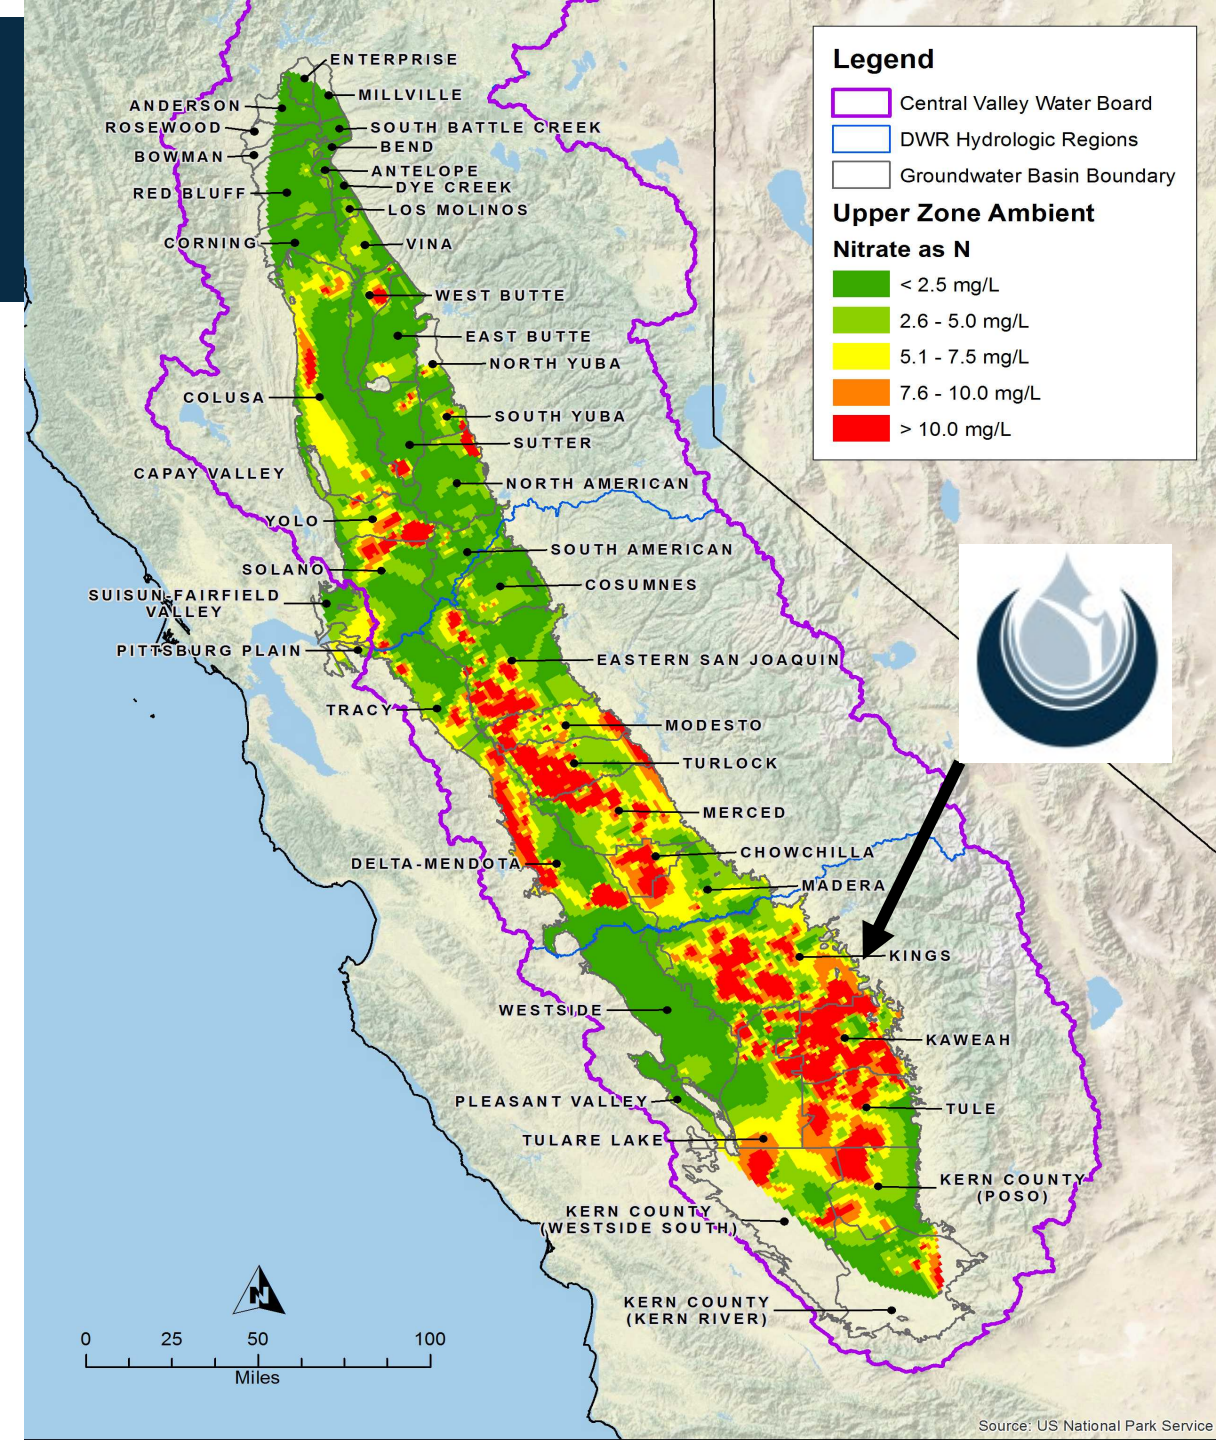 ENTERPRISE
MILLVILLE
ANDERSON
ROSEWOOD
SOUTH BATTLE CREEK
BEND
BOWMAN
ANTELOPE
DYE CREEK
RED BLUFF
LOS MOLINOS
CORNING
VINA
WEST BUTTE
EAST BUTTE
NORTH YUBA
COLUSA
SOUTH YUBA
SUTTER
CAPAY VALLEY
NORTH AMERICAN
YOLO
SOUTH AMERICAN
SOLANO
COSUMNES
SUISUN-FAIRFIELD
VALLEY
PITTSBURG PLAIN
EASTERN SAN JOAQUIN
TRACY
MODESTO
TURLOCK
MERCED
CHOWCHILLA
DELTA-MENDOTA
MADERA
KINGS
WESTSIDE
KAWEAH
PLEASANT VALLEY
TULE
TULARE LAKE
KERN COUNTY
(POSO)
KERN COUNTY
(WESTSIDE SOUTH)
KERN COUNTY
(KERN RIVER)
Legend
Central Valley Water Board
DWR Hydrologic Regions
Groundwater Basin Boundary
Upper Zone Ambient
Nitrate as N
< 2.5 mg/L
2.6 - 5.0 mg/L
5.1 - 7.5 mg/L
7.6 - 10.0 mg/L
> 10.0 mg/L
N
0 25 50 100
Miles
Source: US National Park Service